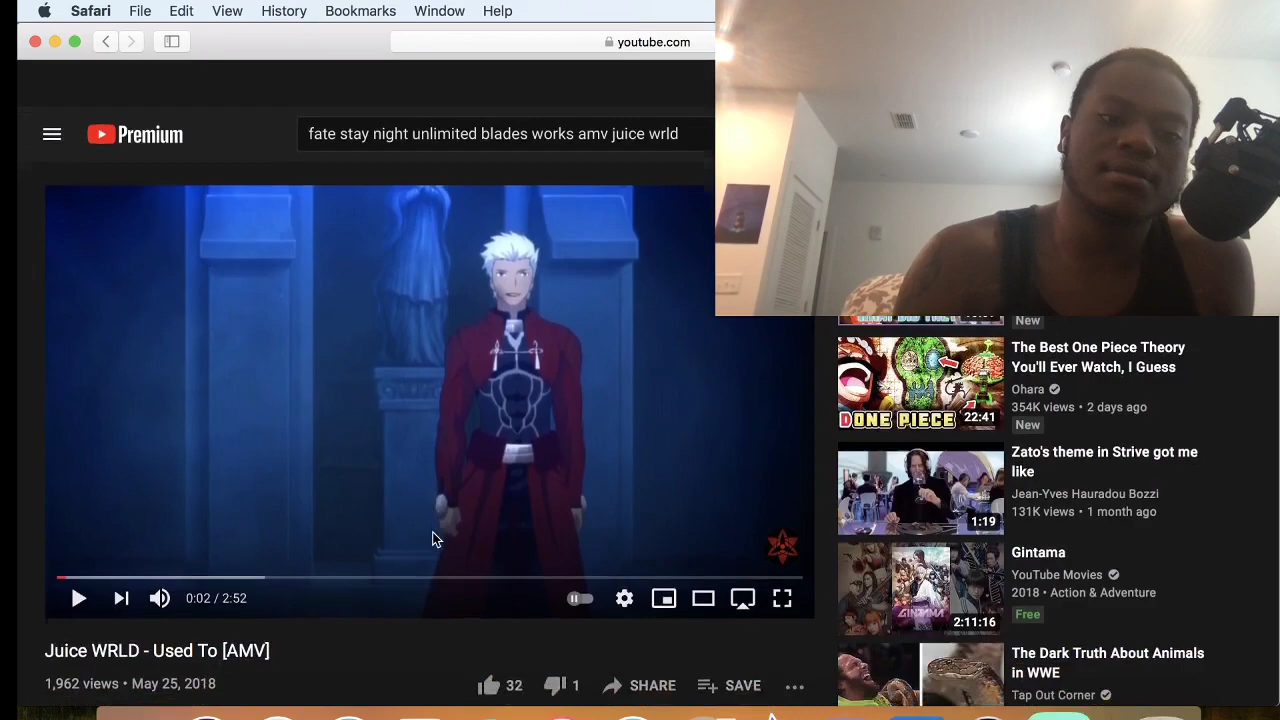 Safari File Edit View History Bookmarks Window Help
youtube.com
Premium
fate stay night unlimited blades works amv juice wrld
New
The Best One Piece Theory
You'll Ever Watch, I Guess
Ohara
354K views • 2 days ago
New
DONE PIECE
22:41
Zato's theme in Strive got me
like
Jean-Yves Hauradou Bozzi
131K views • 1 month ago
1:19
Gintama
YouTube Movies
2018 • Action & Adventure
Free
GINTAMA
2:11:16
The Dark Truth About Animals
in WWE
Tap Out Corner
0:02 / 2:52
Juice WRLD - Used To [AMV]
1,962 views • May 25, 2018
32 1 SHARE SAVE